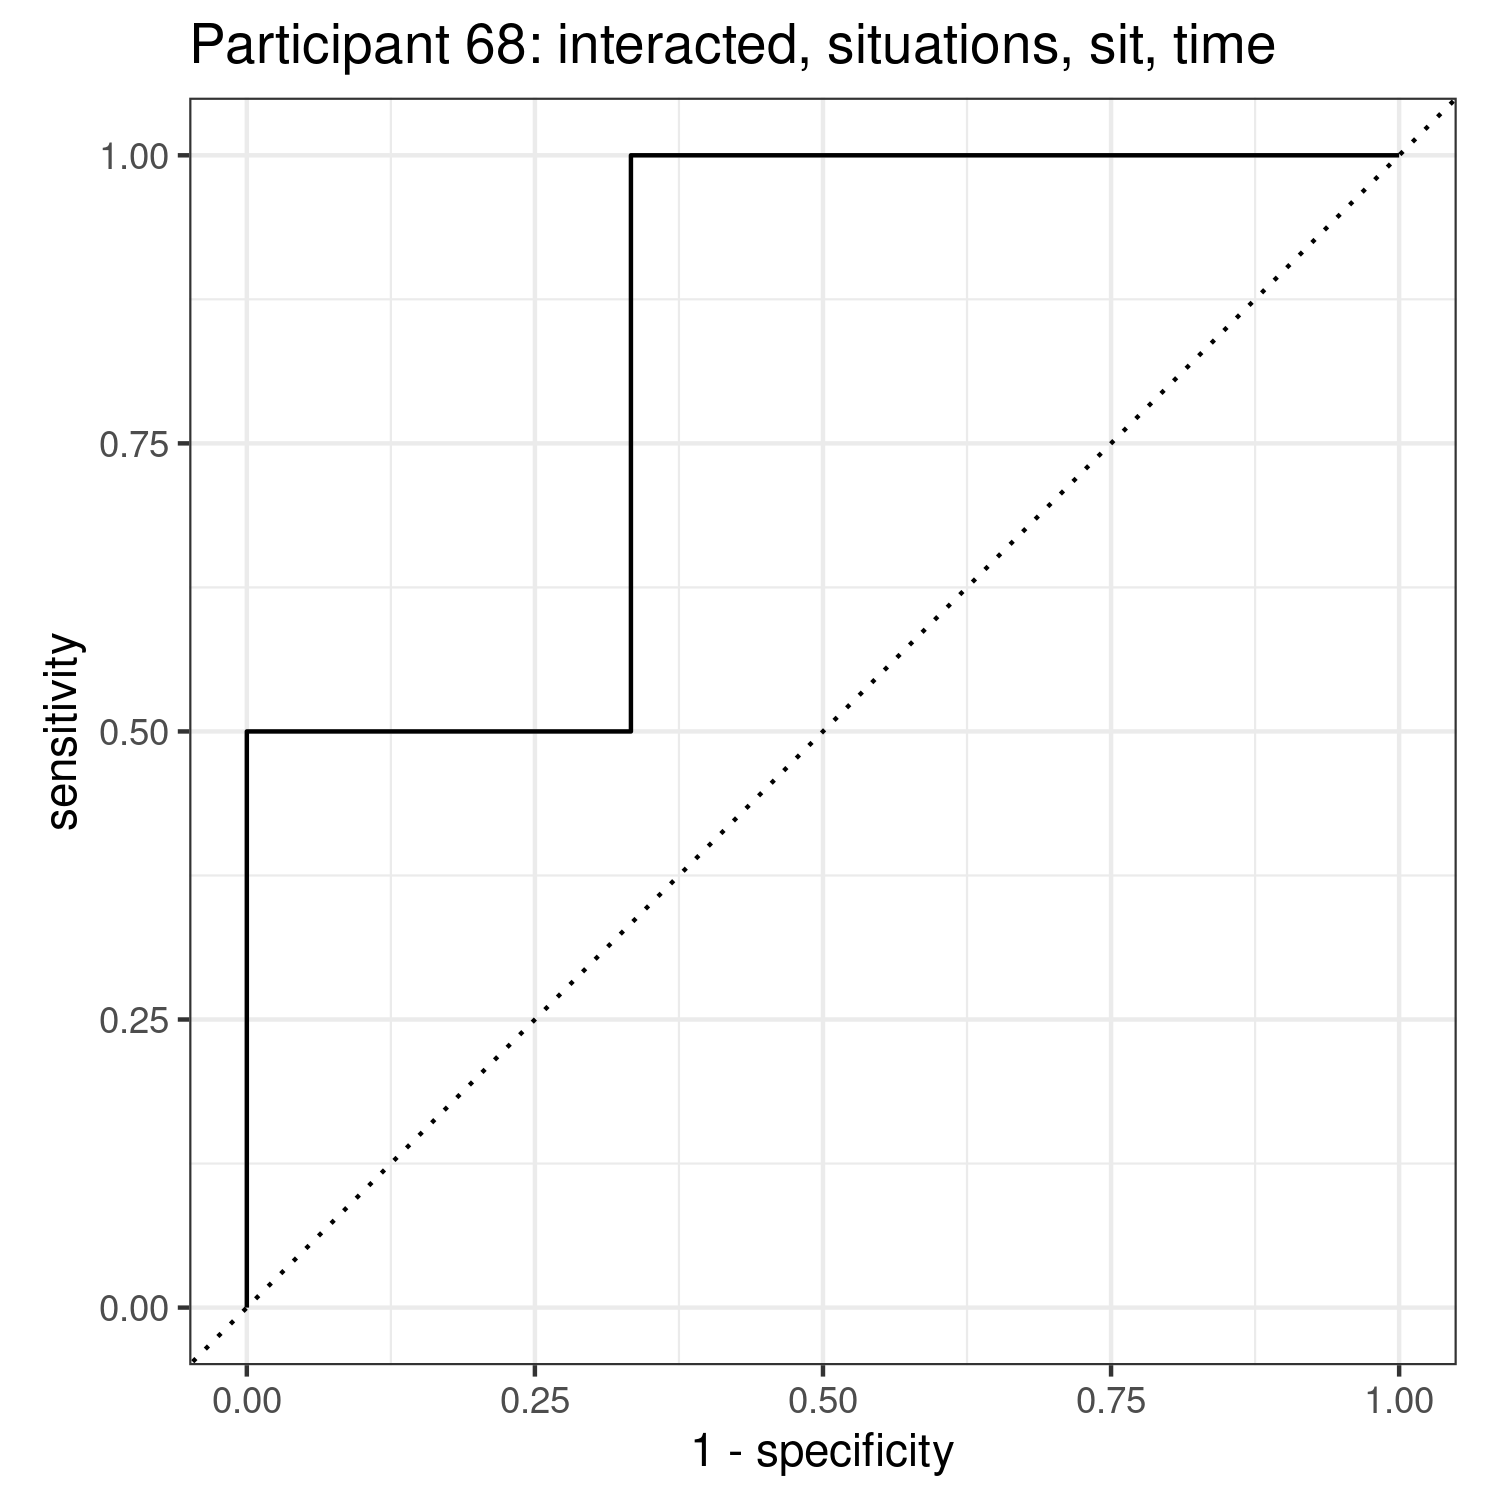 Participant 68: interacted, situations, sit, time
1.00
0.75
0.50
0.25
0.00
sensitivity
0.00 0.25 0.50 0.75 1.00
1 - specificity